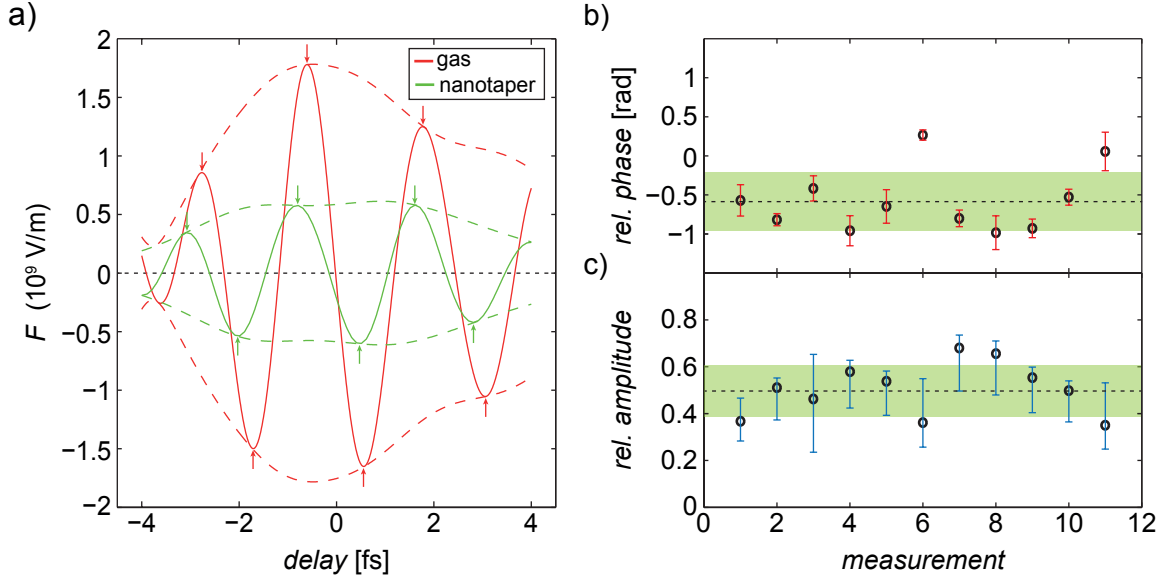 a)
F (10⁹ V/m)
2
1.5
1
0.5
0
−0.5
−1
−1.5
−2
gas
nanotaper
−4 −2 0 2 4
delay [fs]
b)
rel. phase [rad]
1
0.5
0
−0.5
−1
c)
rel. amplitude
0.8
0.6
0.4
0.2
0
0 2 4 6 8 10 12
measurement